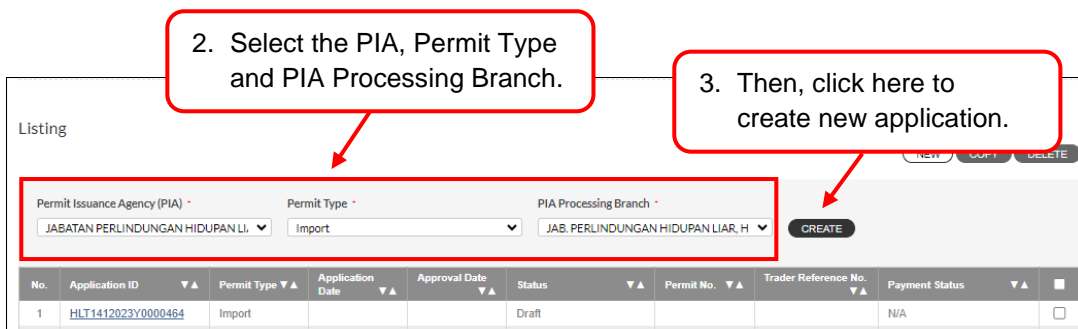 2. Select the PIA, Permit Type
and PIA Processing Branch.
3. Then, click here to
create new application.
Listing
NEW COPY DELETE
Permit Issuance Agency (PIA) * Permit Type * PIA Processing Branch *
JABATAN PERLINDUNGAN HIDUPAN LI Import JAB. PERLINDUNGAN HIDUPAN LIAR, H CREATE
No. Application ID ▼▲ Permit Type ▼▲ Application Date ▼▲ Approval Date ▼▲ Status ▼▲ Permit No. ▼▲ Trader Reference No. ▼▲ Payment Status ▼▲
1 HLT1412023Y0000464 Import Draft N/A